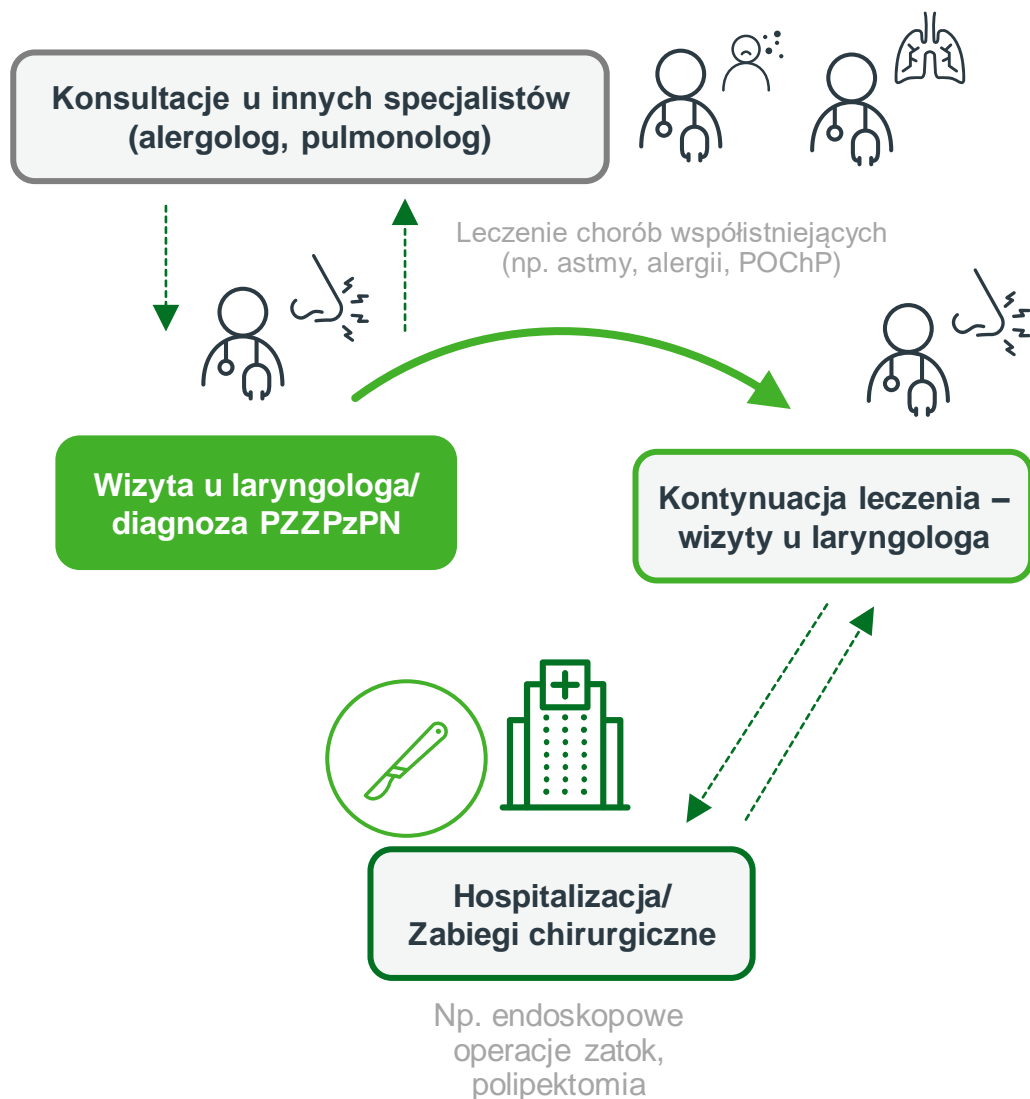 Konsultacje u innych specjalistów
(alergolog, pulmonolog)
Leczenie chorób współistniejących
(np. astmy, alergii, POChP)
Wizyta u laryngologa/
diagnoza PZZPzPN
Kontynuacja leczenia –
wizyty u laryngologa
Hospitalizacja/
Zabiegi chirurgiczne
Np. endoskopowe
operacje zatok,
polipektomia